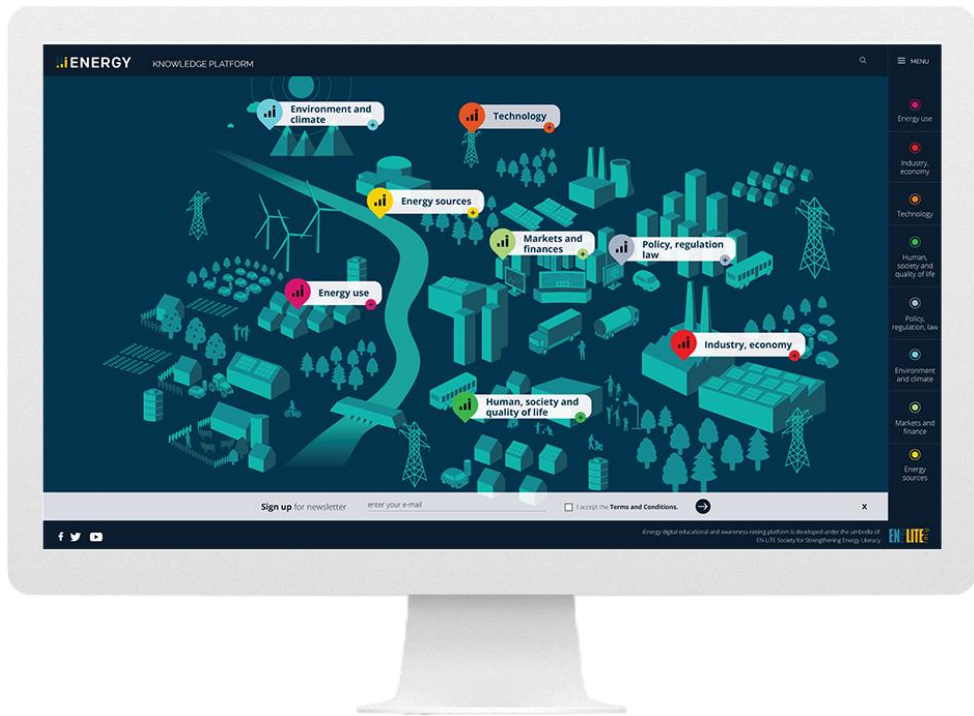 iENERGY
KNOWLEDGE PLATFORM
MENU
Environment and
climate
Technology
Energy sources
Markets and
finances
Policy, regulation
law
Energy use
Industry, economy
Human, society and
quality of life
Energy use
Industry,
economy
Technology
Human,
society and
quality of life
Policy,
regulation, law
Environment
and climate
Markets and
finance
Energy
sources
Sign up for newsletter
enter your e-mail
I accept the Terms and Conditions.
X
iEnergy digital educational and awareness-raising platform is developed under the umbrella of
EN-LITE Society for Strengthening Energy Literacy
EN LITE